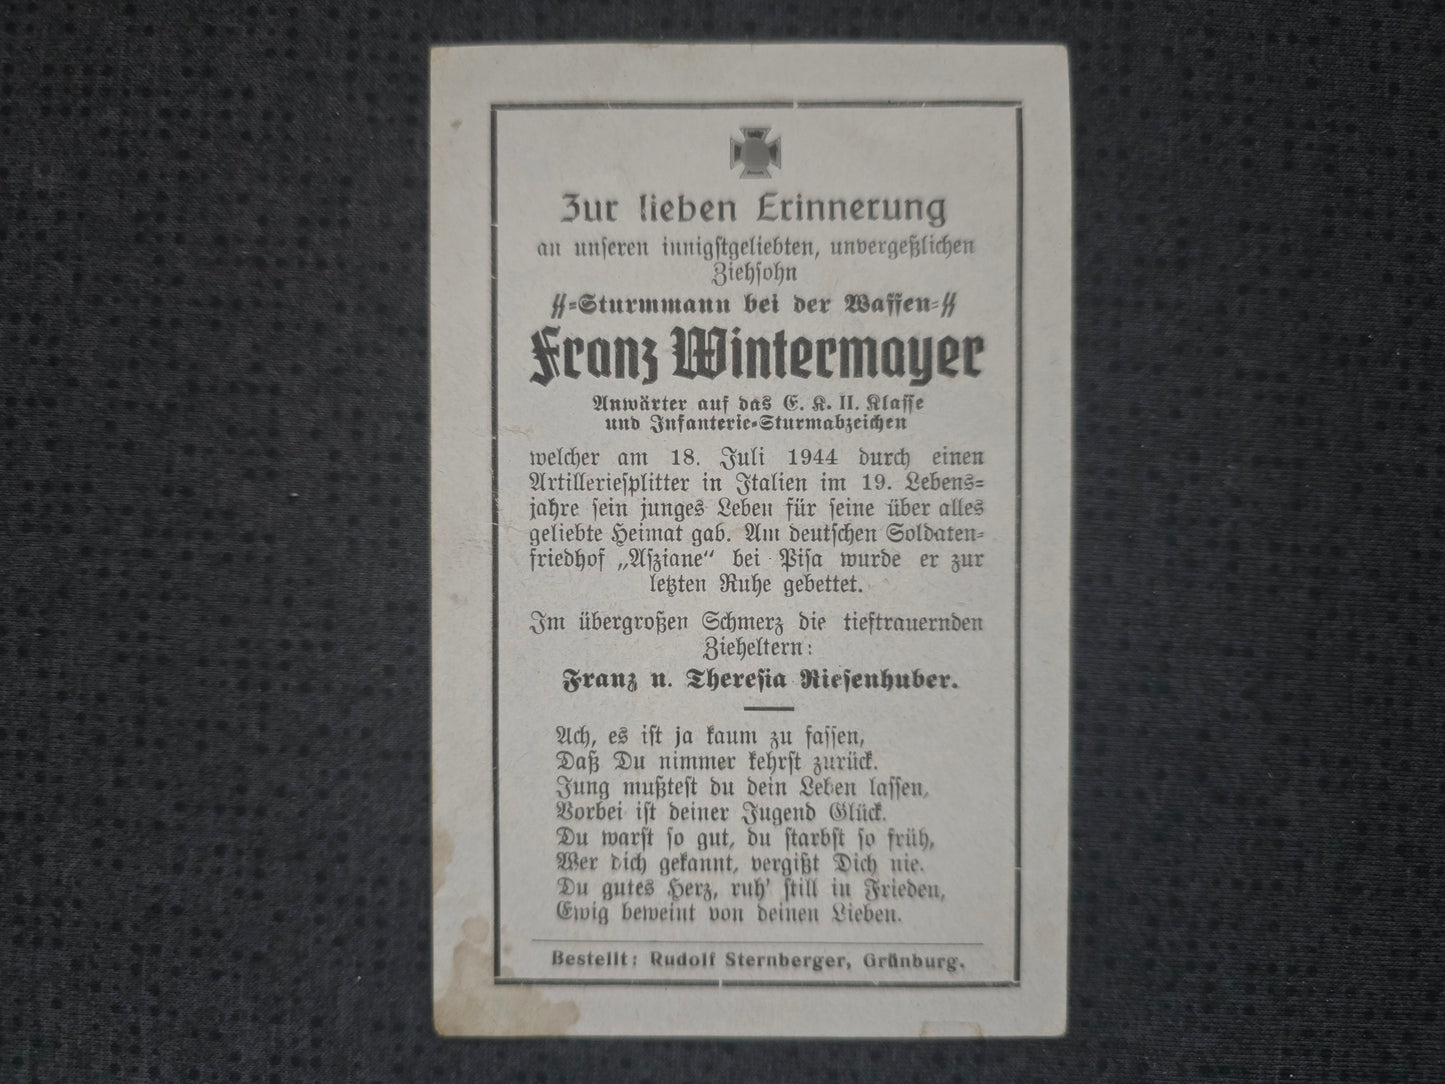 Zur lieben Erinnerung
an unseren innigstgeliebten, unvergeßlichen
Ziehsohn
SS=Sturmmann bei der Waffen=SS
Franz Wintermayer
Anwärter auf das E. K. II. Klasse
und Infanterie=Sturmabzeichen
welcher am 18. Juli 1944 durch einen
Artilleriesplitter in Italien im 19. Lebens=
jahre sein junges Leben für seine über alles
geliebte Heimat gab. Am deutschen Soldaten=
friedhof „Asziane“ bei Pisa wurde er zur
letzten Ruhe gebettet.
Im übergroßen Schmerz die tieftrauernden
Zieheltern:
Franz u. Theresia Riesenhuber.
Ach, es ist ja kaum zu fassen,
Daß Du nimmer kehrst zurück.
Jung mußtest du dein Leben lassen,
Vorbei ist deiner Jugend Glück.
Du warst so gut, du starbst so früh,
Wer dich gekannt, vergißt Dich nie.
Du gutes Herz, ruh' still in Frieden,
Ewig beweint von deinen Lieben.
Bestellt: Rudolf Sternberger, Grünburg.